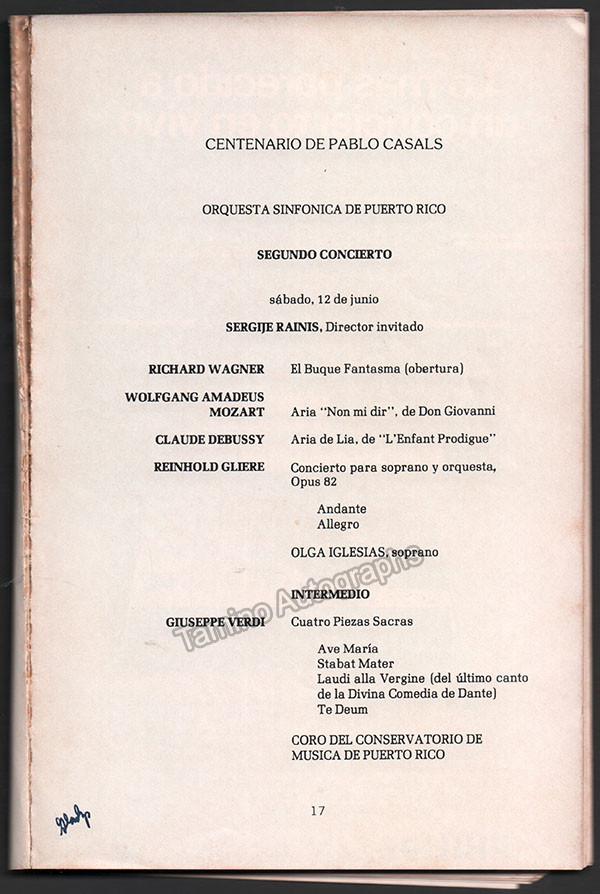 CENTENARIO DE PABLO CASALS
ORQUESTA SINFONICA DE PUERTO RICO
SEGUNDO CONCIERTO
sábado, 12 de junio
SERGIJE RAINIS, Director invitado
RICHARD WAGNER El Buque Fantasma (obertura)
WOLFGANG AMADEUS
MOZART Aria "Non mi dir", de Don Giovanni
CLAUDE DEBUSSY Aria de Lia, de "L'Enfant Prodigue"
REINHOLD GLIERE Concierto para soprano y orquesta,
Opus 82
Andante
Allegro
OLGA IGLESIAS, soprano
INTERMEDIO
GIUSEPPE VERDI Cuatro Piezas Sacras
Ave María
Stabat Mater
Laudi alla Vergine (del último canto
de la Divina Comedia de Dante)
Te Deum
CORO DEL CONSERVATORIO DE
MUSICA DE PUERTO RICO
17
Gladys
Tamino Autographs